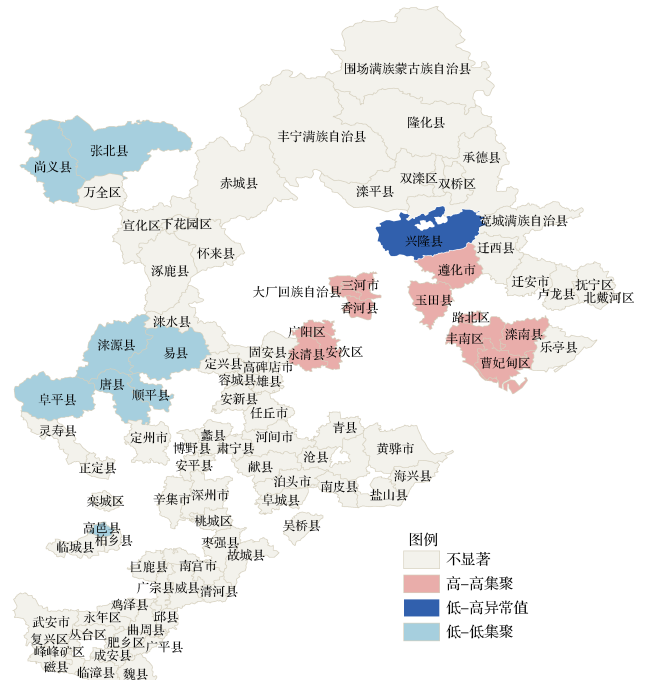 围场满族蒙古族自治县
隆化县
丰宁满族自治县
张北县
承德县
尚义县
双滦区
双桥区
赤城县
万全区
滦平县
宣化区
下花园区
宽城满族自治县
兴隆县
怀来县
迁西县
涿鹿县
遵化市
迁安市
抚宁区
大厂回族自治县
三河市
卢龙县
北戴河区
玉田县
香河县
涞水县
路北区
广阳区
滦南县
涞源县
丰南区
易县
固安县
永清县
安次区
乐亭县
定兴县
高碑店市
曹妃甸区
唐县
容城县
雄县
阜平县
顺平县
安新县
任丘市
灵寿县
青县
定州市
蠡县
河间市
博野县
肃宁县
黄骅市
沧县
正定县
安平县
献县
海兴县
泊头市
南皮县
栾城区
辛集市
深州市
阜城县
盐山县
高邑县
桃城区
吴桥县
柏乡县
临城县
枣强县
故城县
图例
不显著
巨鹿县
南宫市
高-高集聚
广宗县
威县
清河县
低-高异常值
鸡泽县
武安市
永年区
邱县
低-低集聚
复兴区
丛台区
曲周县
肥乡区
广平县
峰峰矿区
成安县
磁县
临漳县
魏县